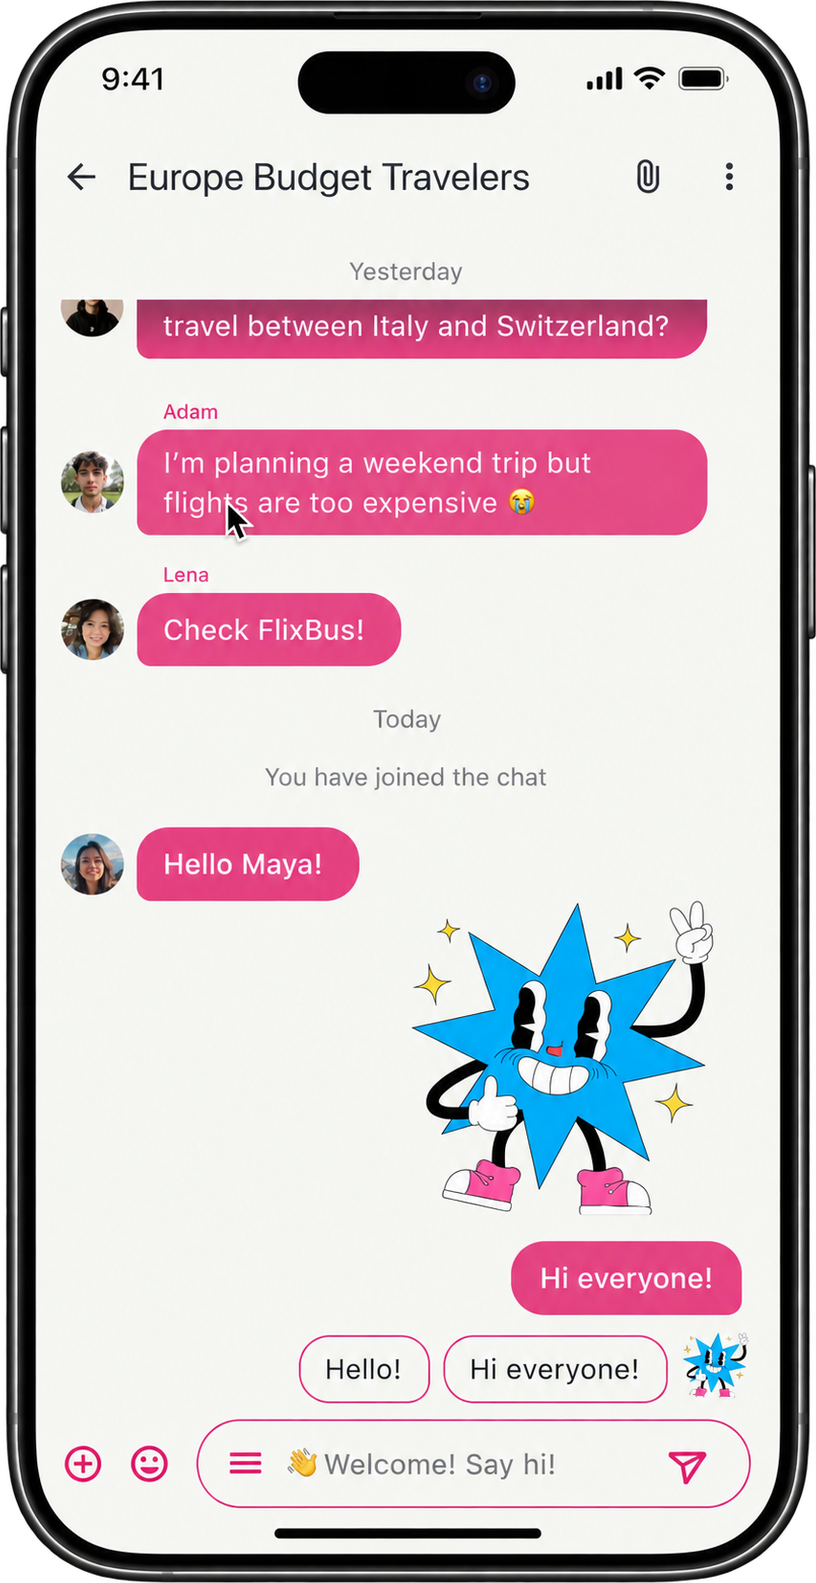 9:41
Europe Budget Travelers
Yesterday
travel between Italy and Switzerland?
Adam
I’m planning a weekend trip but
flights are too expensive 😭
Lena
Check FlixBus!
Today
You have joined the chat
Hello Maya!
Hi everyone!
Hello! Hi everyone!
👋 Welcome! Say hi!